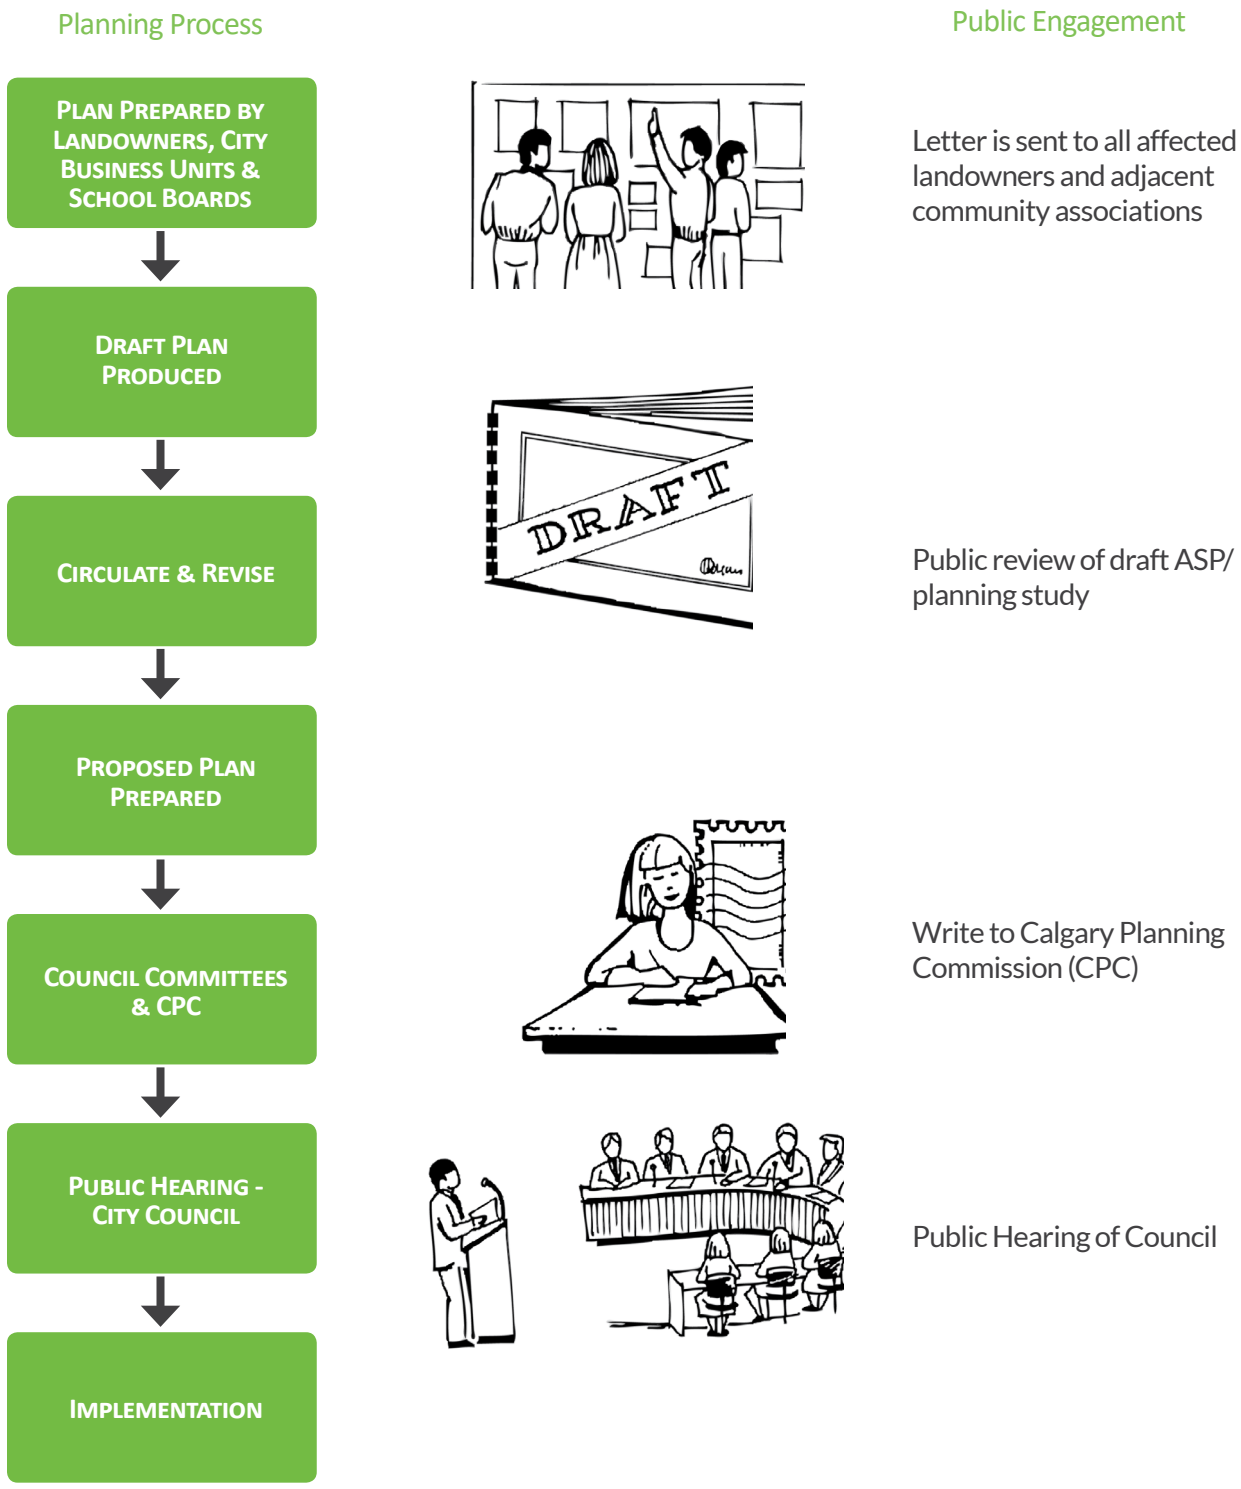 Planning Process
Public Engagement
PLAN PREPARED BY
LANDOWNERS, CITY
BUSINESS UNITS &
SCHOOL BOARDS
Letter is sent to all affected
landowners and adjacent
community associations
DRAFT PLAN
PRODUCED
DRAFT
CIRCULATE & REVISE
Public review of draft ASP/
planning study
PROPOSED PLAN
PREPARED
COUNCIL COMMITTEES
& CPC
Write to Calgary Planning
Commission (CPC)
PUBLIC HEARING -
CITY COUNCIL
Public Hearing of Council
IMPLEMENTATION